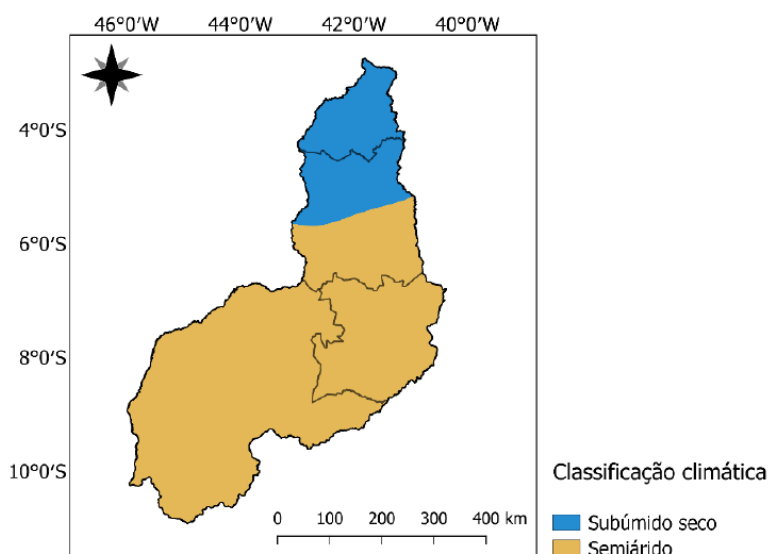 46°0'W 44°0'W 42°0'W 40°0'W
4°0'S
6°0'S
8°0'S
10°0'S
0 100 200 300 400 km
Classificação climática
Subúmido seco
Semiárido